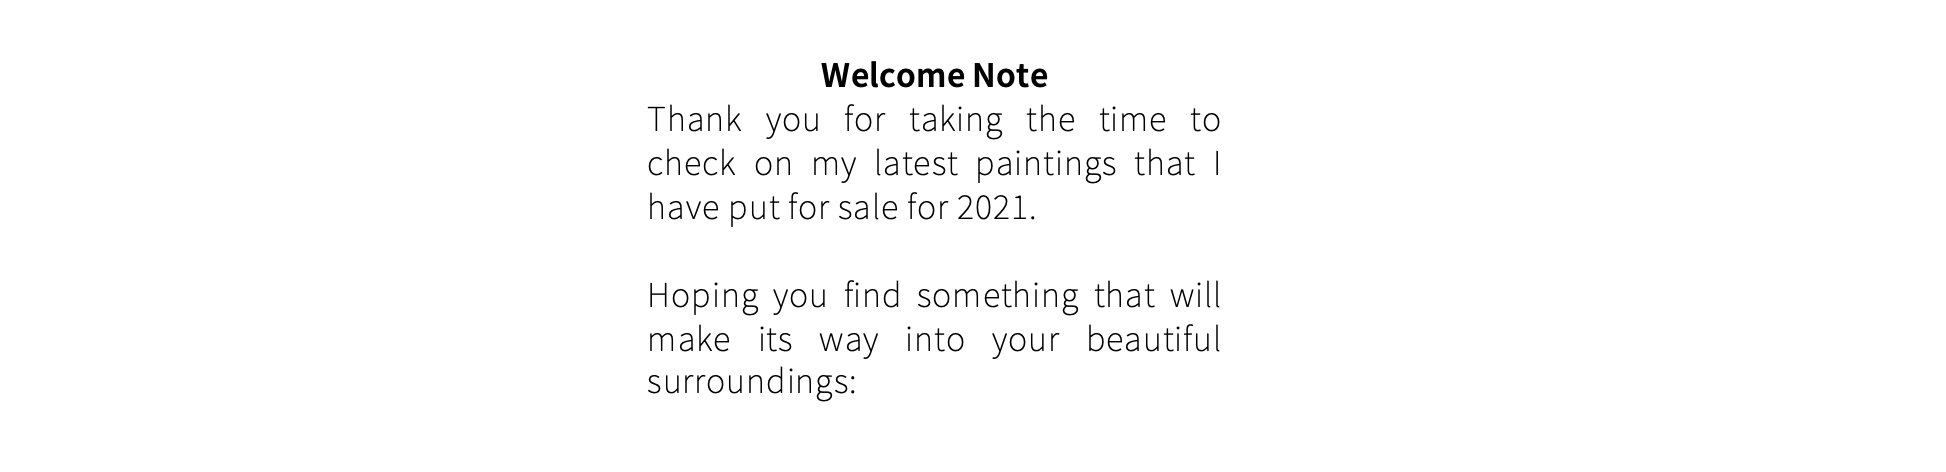 Welcome Note
Thank you for taking the time to
check on my latest paintings that I
have put for sale for 2021.
Hoping you find something that will
make its way into your beautiful
surroundings: